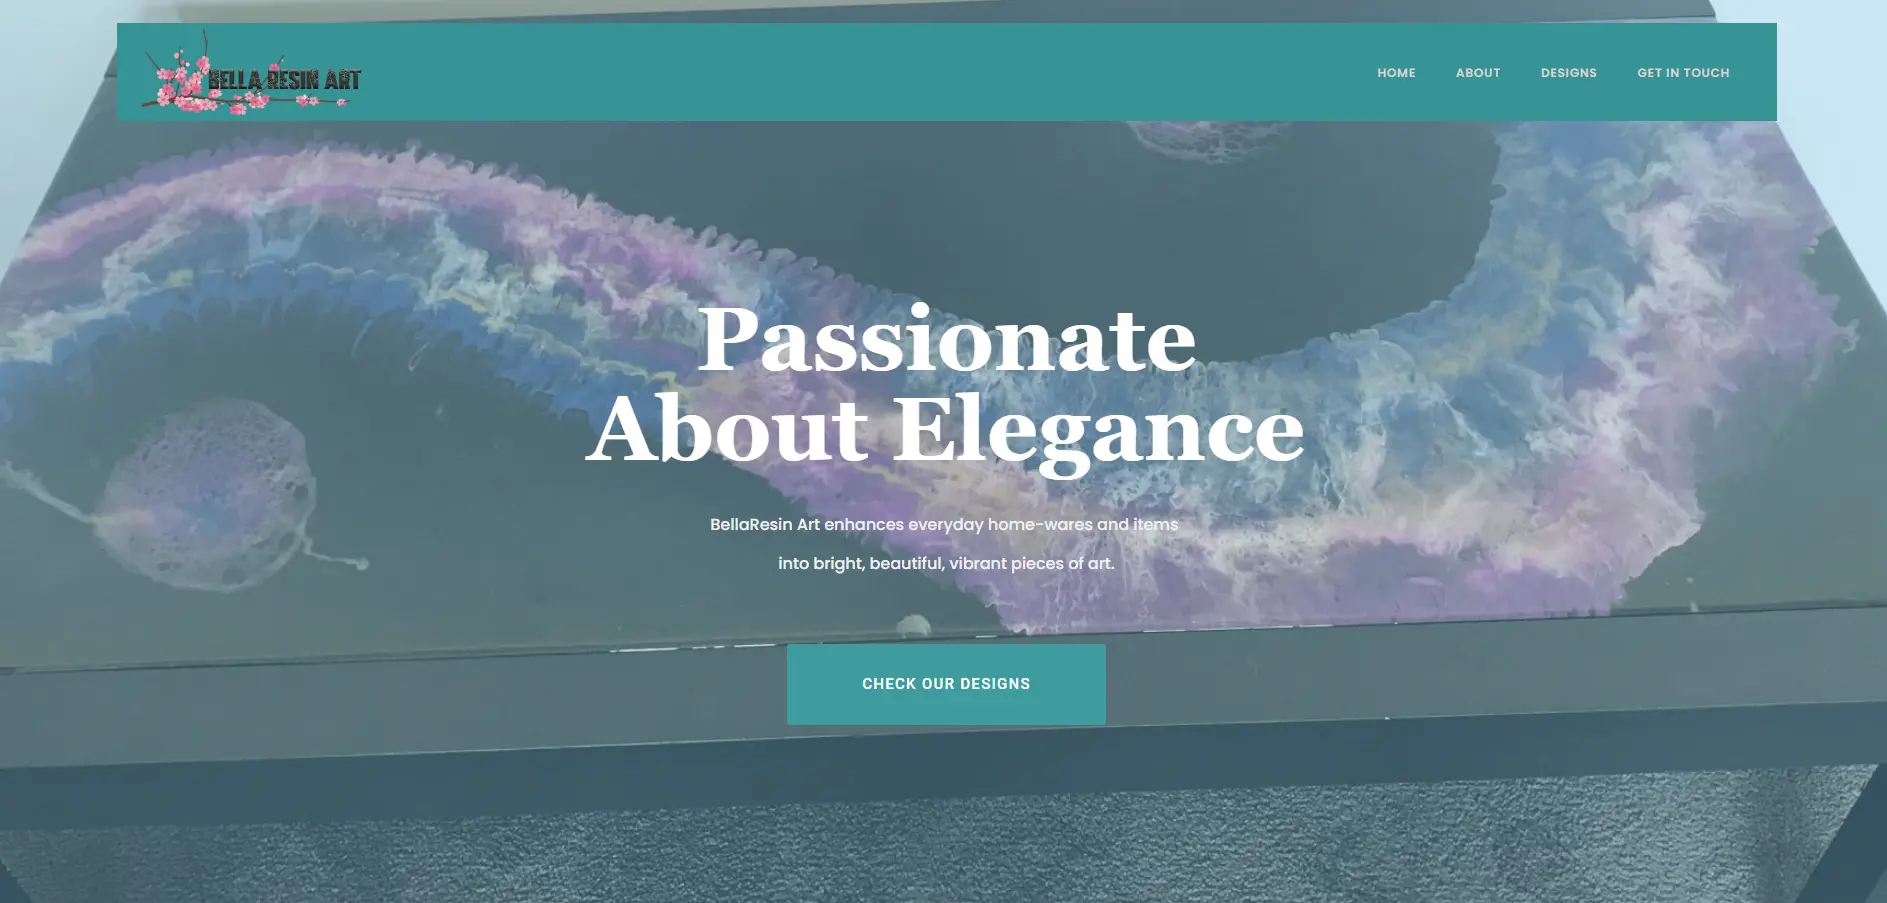 BELLA RESIN ART
HOME ABOUT DESIGNS GET IN TOUCH
Passionate
About Elegance
BellaResin Art enhances everyday home-wares and items
into bright, beautiful, vibrant pieces of art.
CHECK OUR DESIGNS